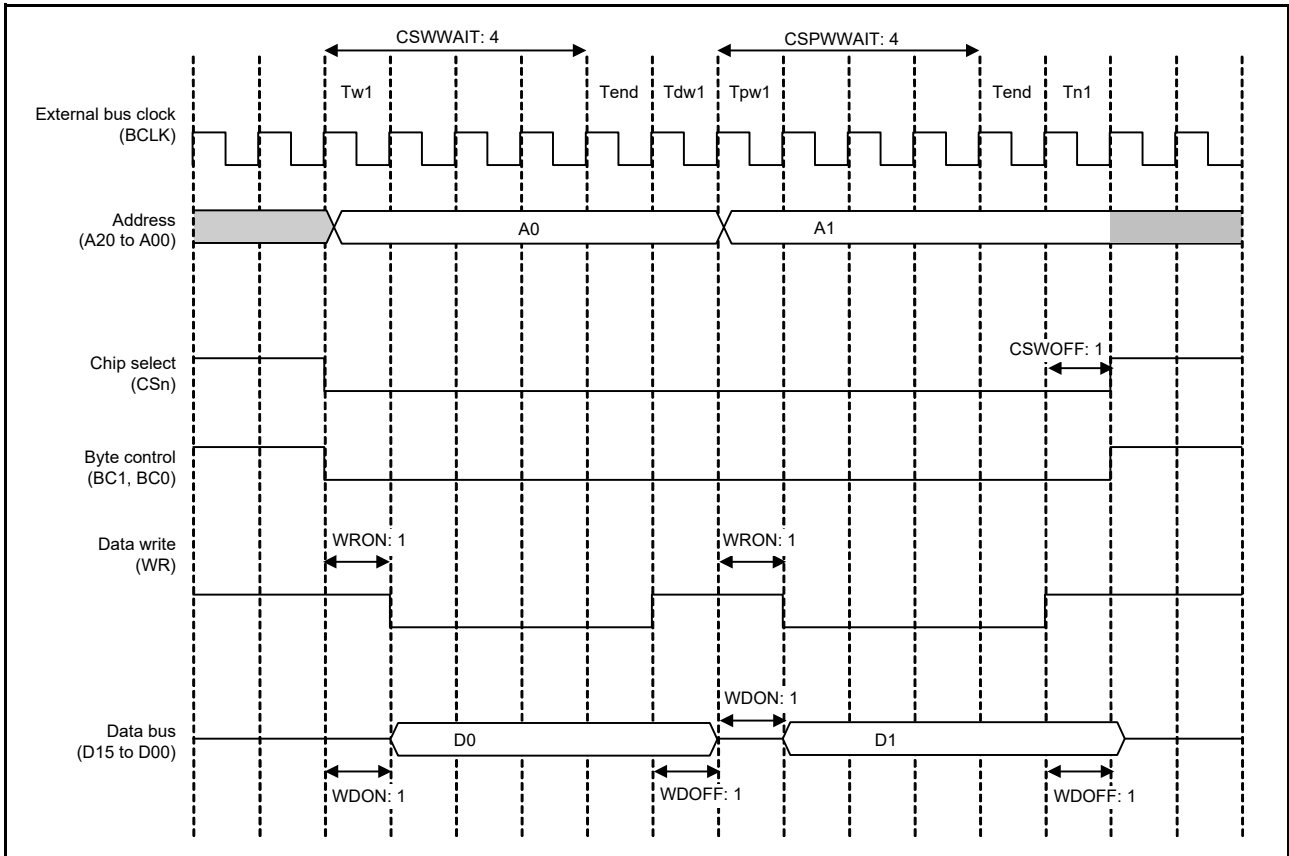 CSWWAIT: 4
CSPWWAIT: 4
Tw1
Tend
Tdw1
Tpw1
Tend
Tn1
External bus clock
(BCLK)
Address
(A20 to A00)
A0
A1
CSWOFF: 1
Chip select
(CSn)
Byte control
(BC1, BC0)
WRON: 1
WRON: 1
Data write
(WR)
WDON: 1
Data bus
(D15 to D00)
D0
D1
WDON: 1
WDOFF: 1
WDOFF: 1